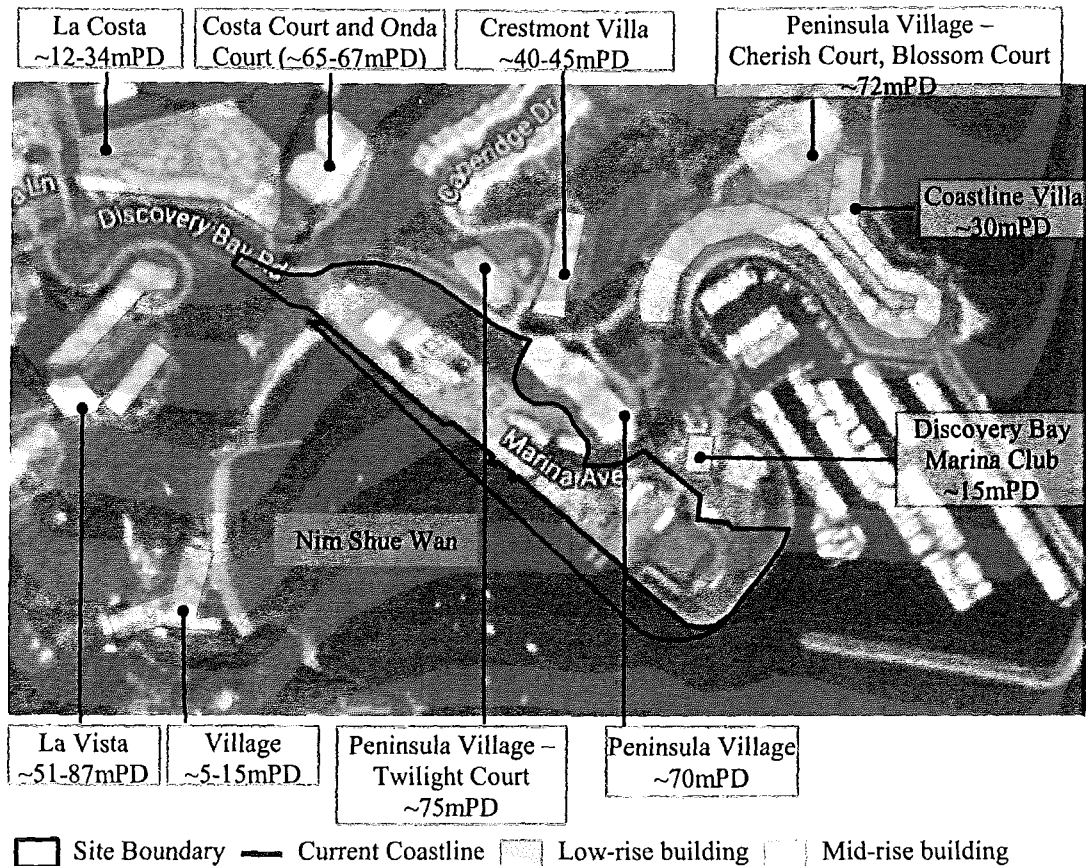 La Costa
~12-34mPD
Costa Court and Onda
Court (~65-67mPD)
Crestmont Villa
~40-45mPD
Peninsula Village –
Cherish Court, Blossom Court
~72mPD
Coleridge Dr
a Ln
Discovery Bay Rd
Coastline Villa
~30mPD
Marina Ave
Discovery Bay
Marina Club
~15mPD
Nim Shue Wan
La Vista
~51-87mPD
Village
~5-15mPD
Peninsula Village –
Twilight Court
~75mPD
Peninsula Village
~70mPD
Site Boundary
Current Coastline
Low-rise building
Mid-rise building